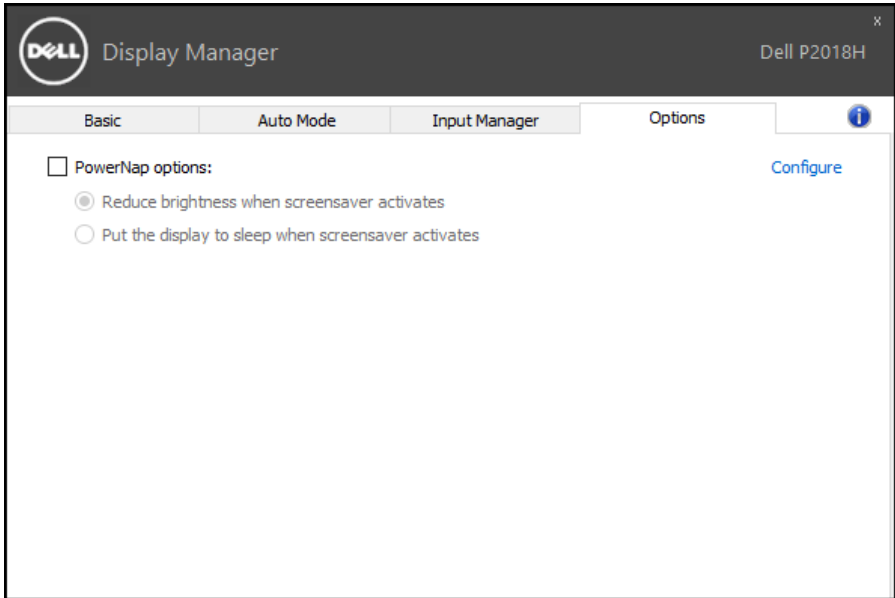 x
DELL Display Manager Dell P2018H
Basic Auto Mode Input Manager Options i
PowerNap options: Configure
Reduce brightness when screensaver activates
Put the display to sleep when screensaver activates